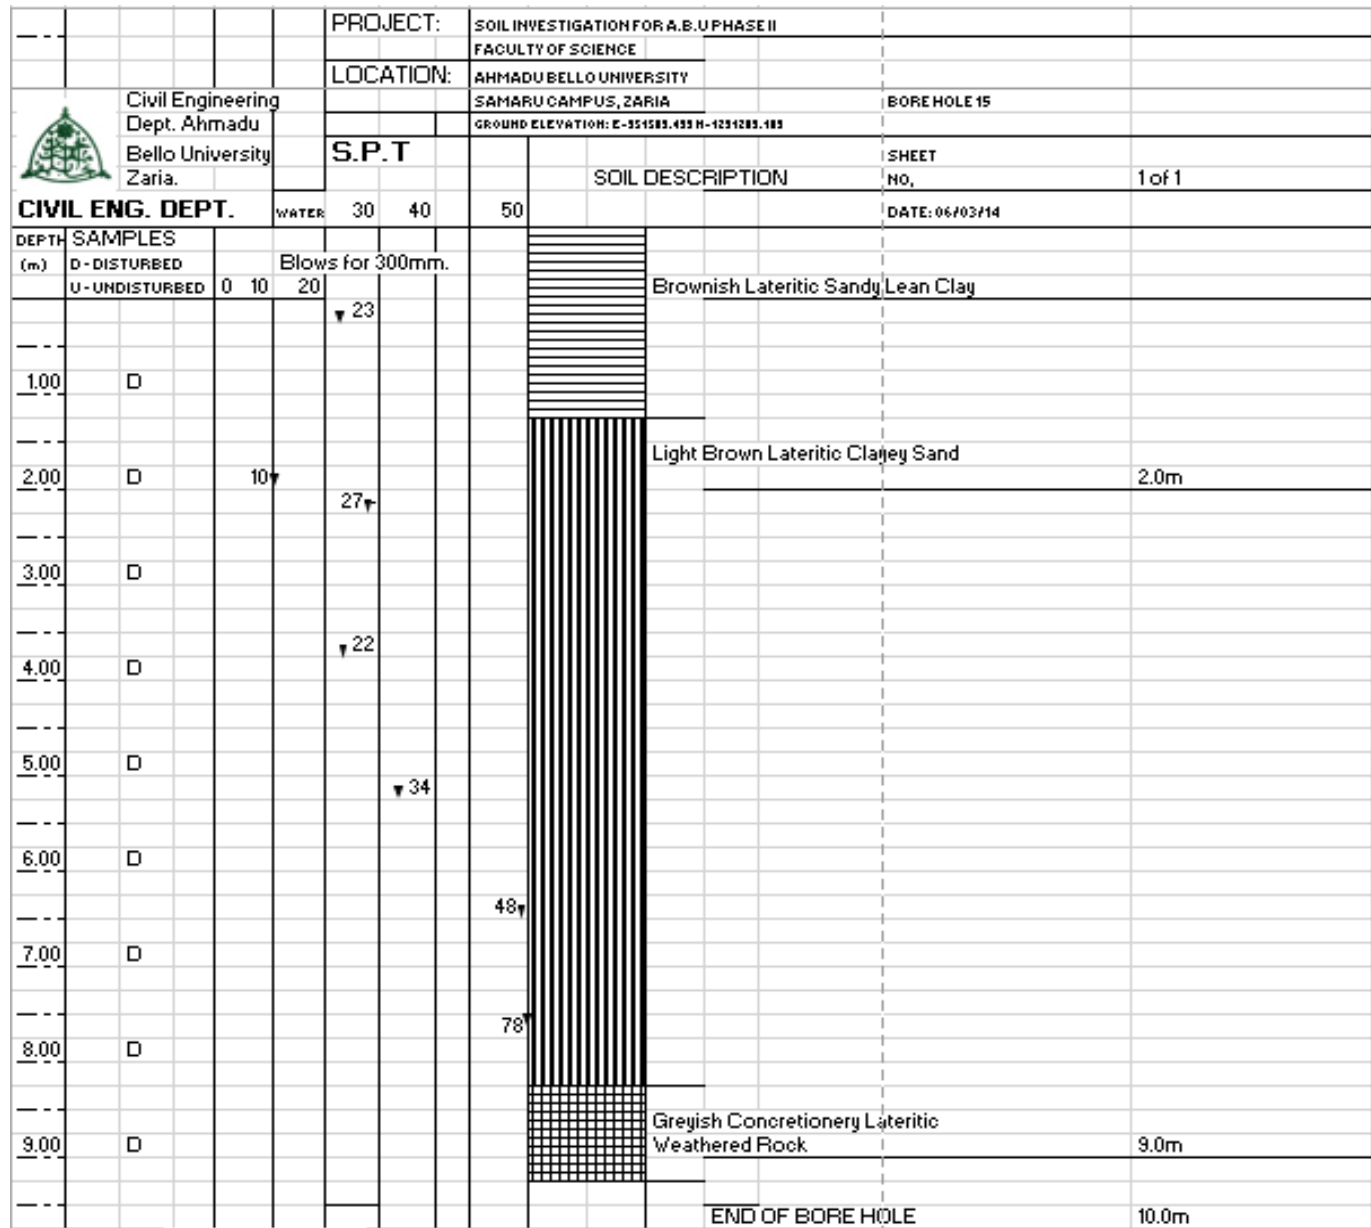 PROJECT: SOIL INVESTIGATION FOR A.B.U PHASE II
FACULTY OF SCIENCE
LOCATION: AHMADU BELLO UNIVERSITY
Civil Engineering SAMARU CAMPUS, ZARIA BORE HOLE 15
Dept. Ahmadu GROUND ELEVATION:
Bello University S.P.T SHEET
Zaria. SOIL DESCRIPTION NO, 1 of 1
CIVIL ENG. DEPT. WATER 30 40 50 DATE: 06/03/14
DEPTH SAMPLES
(m) D - DISTURBED Blows for 300mm.
U - UNDISTURBED 0 10 20 Brownish Lateritic Sandy Lean Clay
23
1.00 D
Light Brown Lateritic Clayey Sand
2.00 D 10 2.0m
27
3.00 D
22
4.00 D
5.00 D
34
6.00 D
48
7.00 D
78
8.00 D
Greyish Concretionery Lateritic
9.00 D Weathered Rock 9.0m
END OF BORE HOLE 10.0m